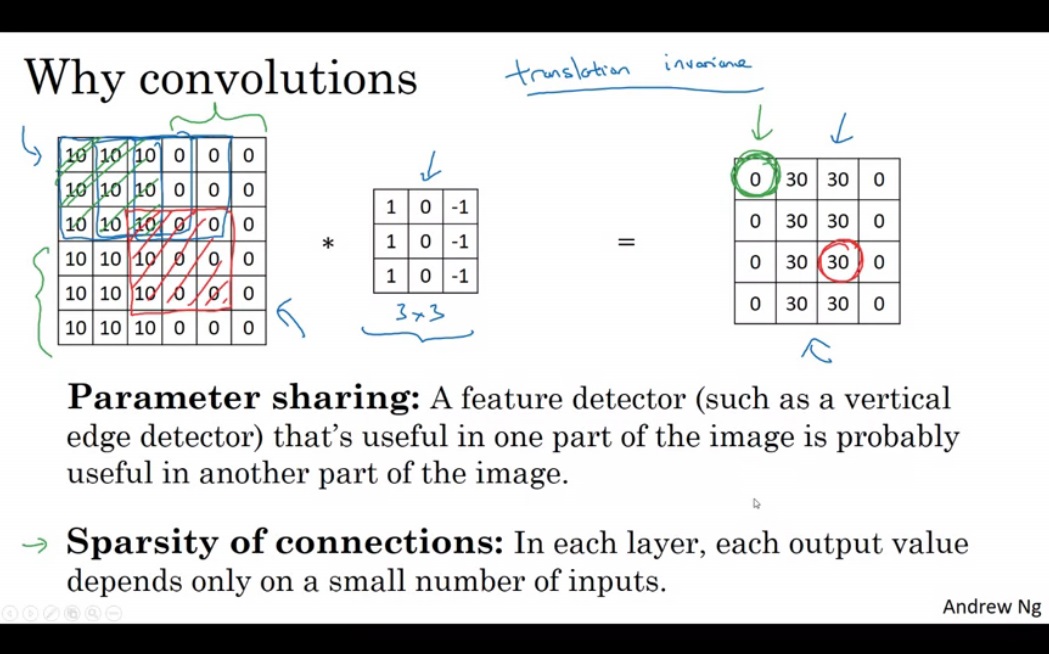 Why convolutions
translation invariance
10 10 10 0 0 0
10 10 10 0 0 0
10 10 10 0 0 0
10 10 10 0 0 0
10 10 10 0 0 0
10 10 10 0 0 0
*
1 0 -1
1 0 -1
1 0 -1
3x3
=
0 30 30 0
0 30 30 0
0 30 30 0
0 30 30 0
Parameter sharing: A feature detector (such as a vertical
edge detector) that's useful in one part of the image is probably
useful in another part of the image.
→ Sparsity of connections: In each layer, each output value
depends only on a small number of inputs.
Andrew Ng